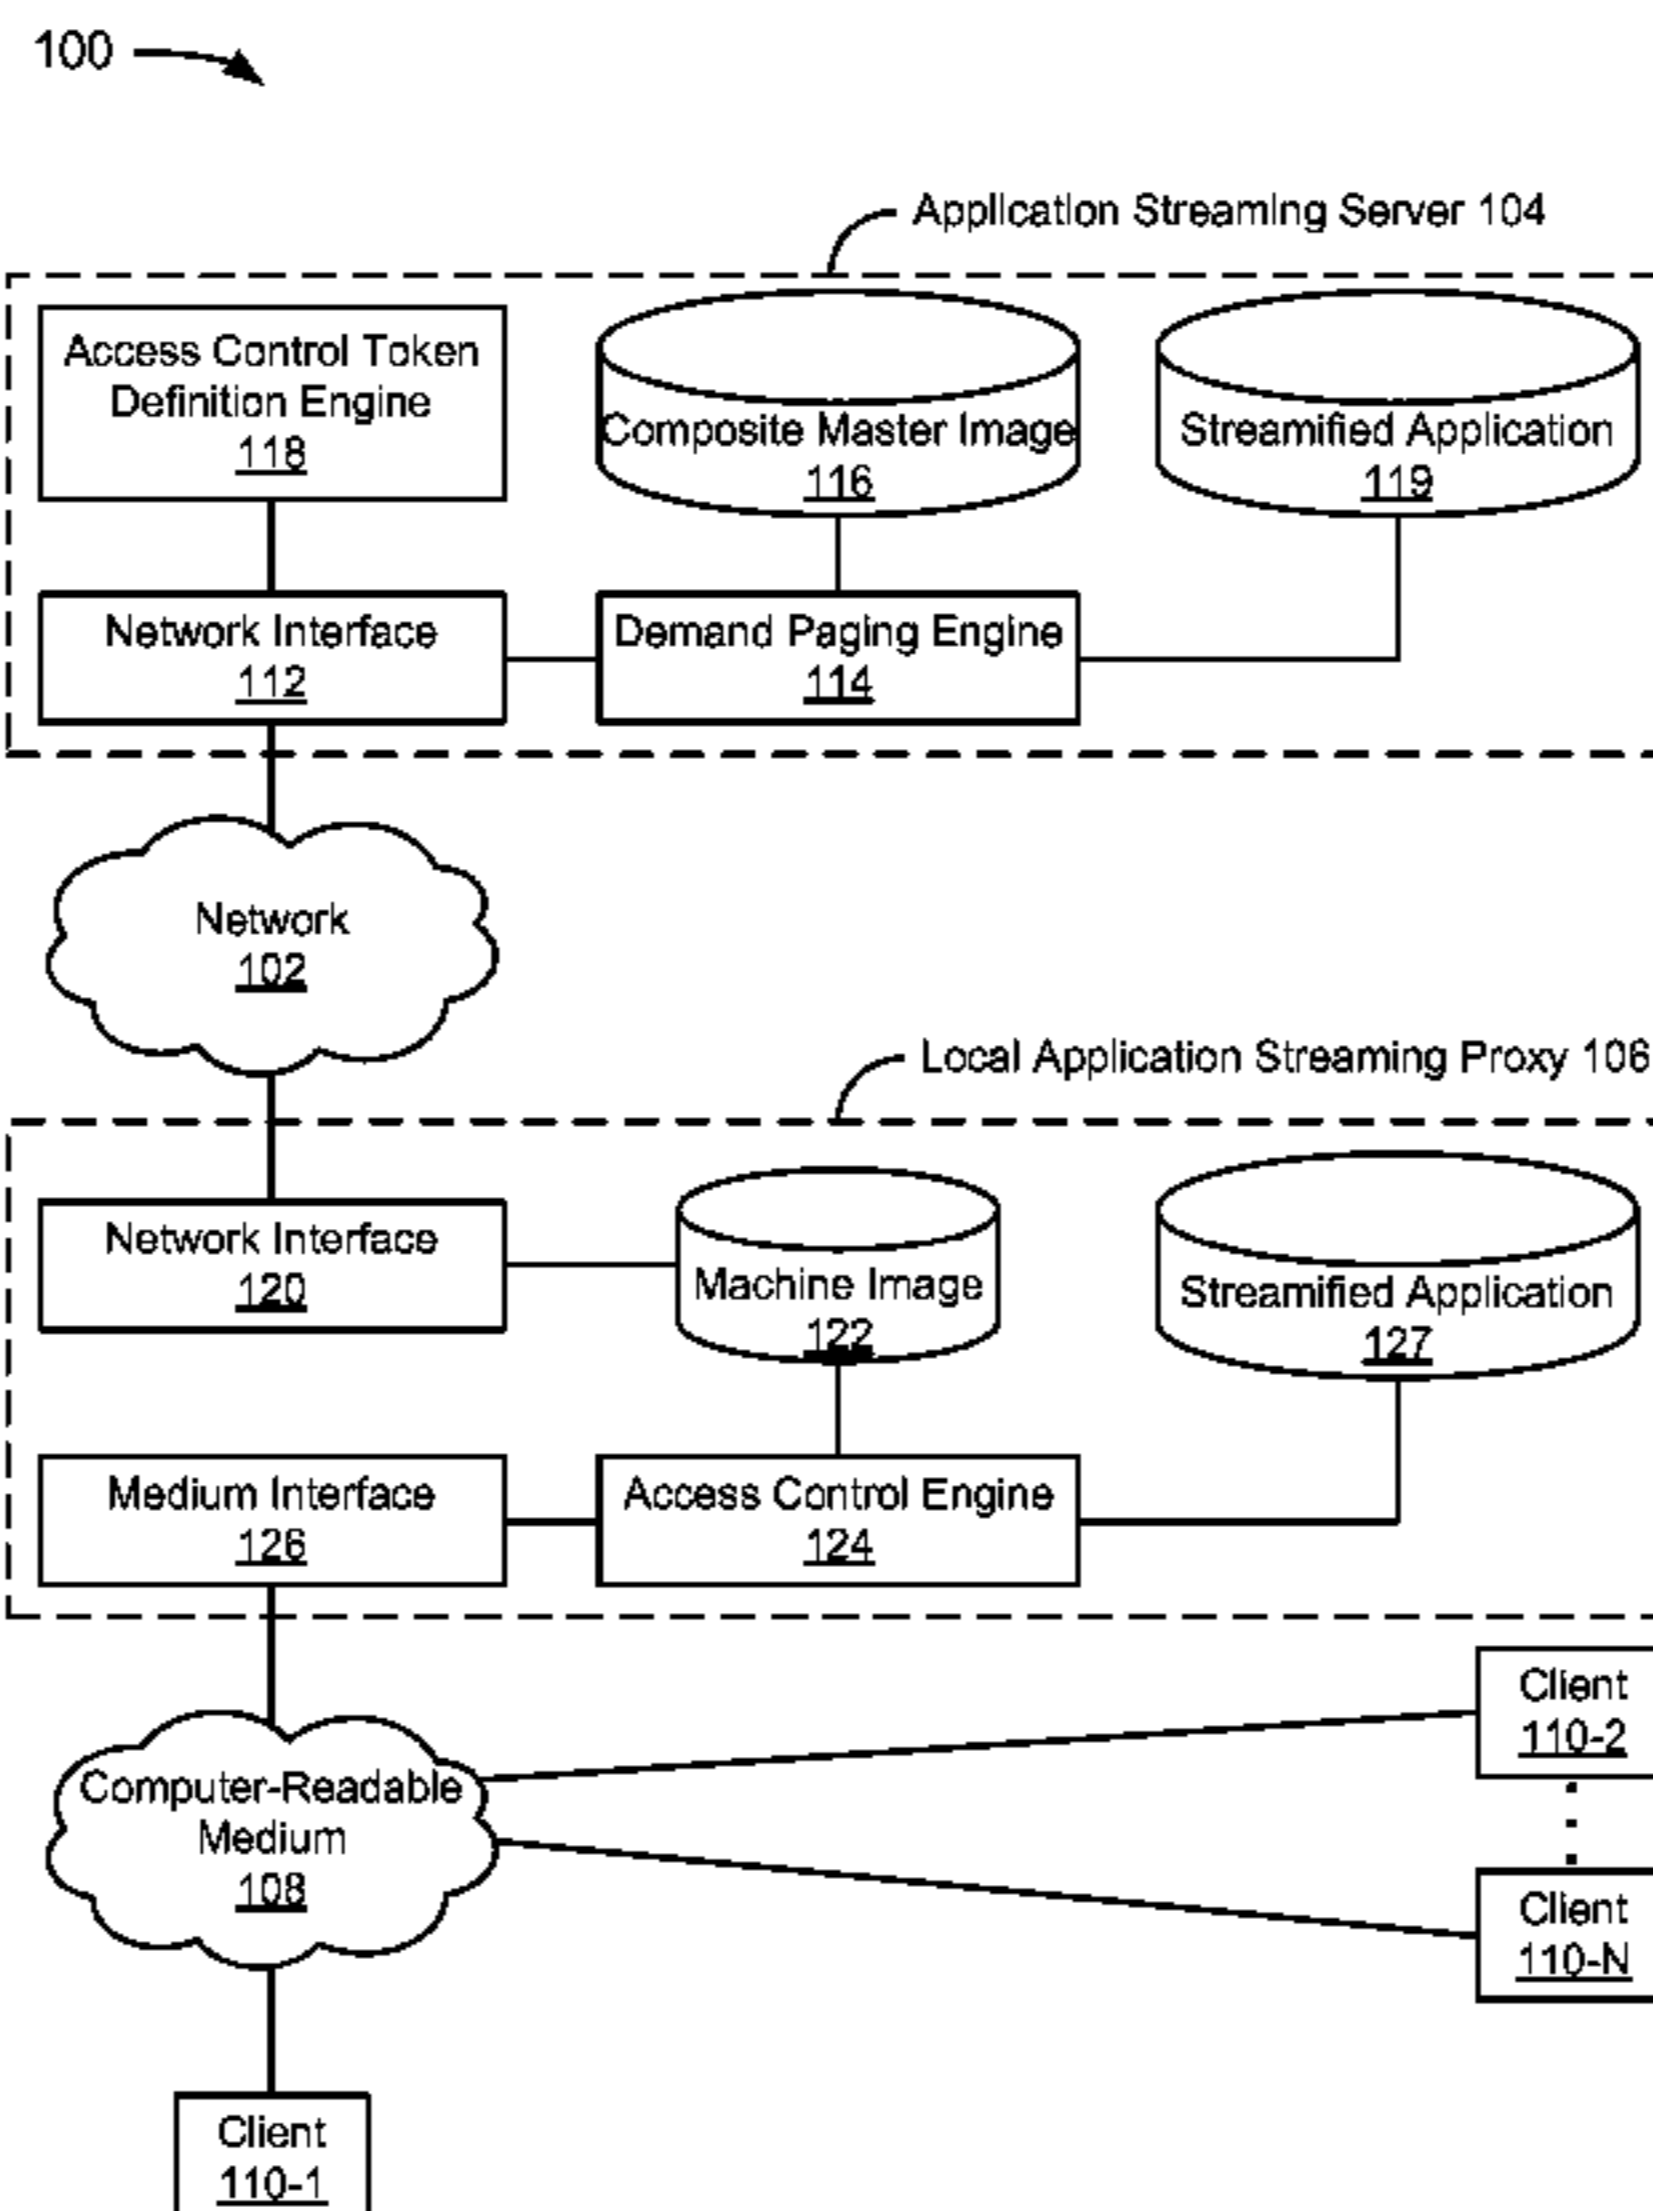 100
Application Streaming Server 104
Access Control Token
Definition Engine
118
Composite Master Image
116
Streamified Application
119
Network Interface
112
Demand Paging Engine
114
Network
102
Local Application Streaming Proxy 106
Network Interface
120
Machine Image
122
Streamified Application
127
Medium Interface
126
Access Control Engine
124
Client
110-2
Computer-Readable
Medium
108
Client
110-N
Client
110-1